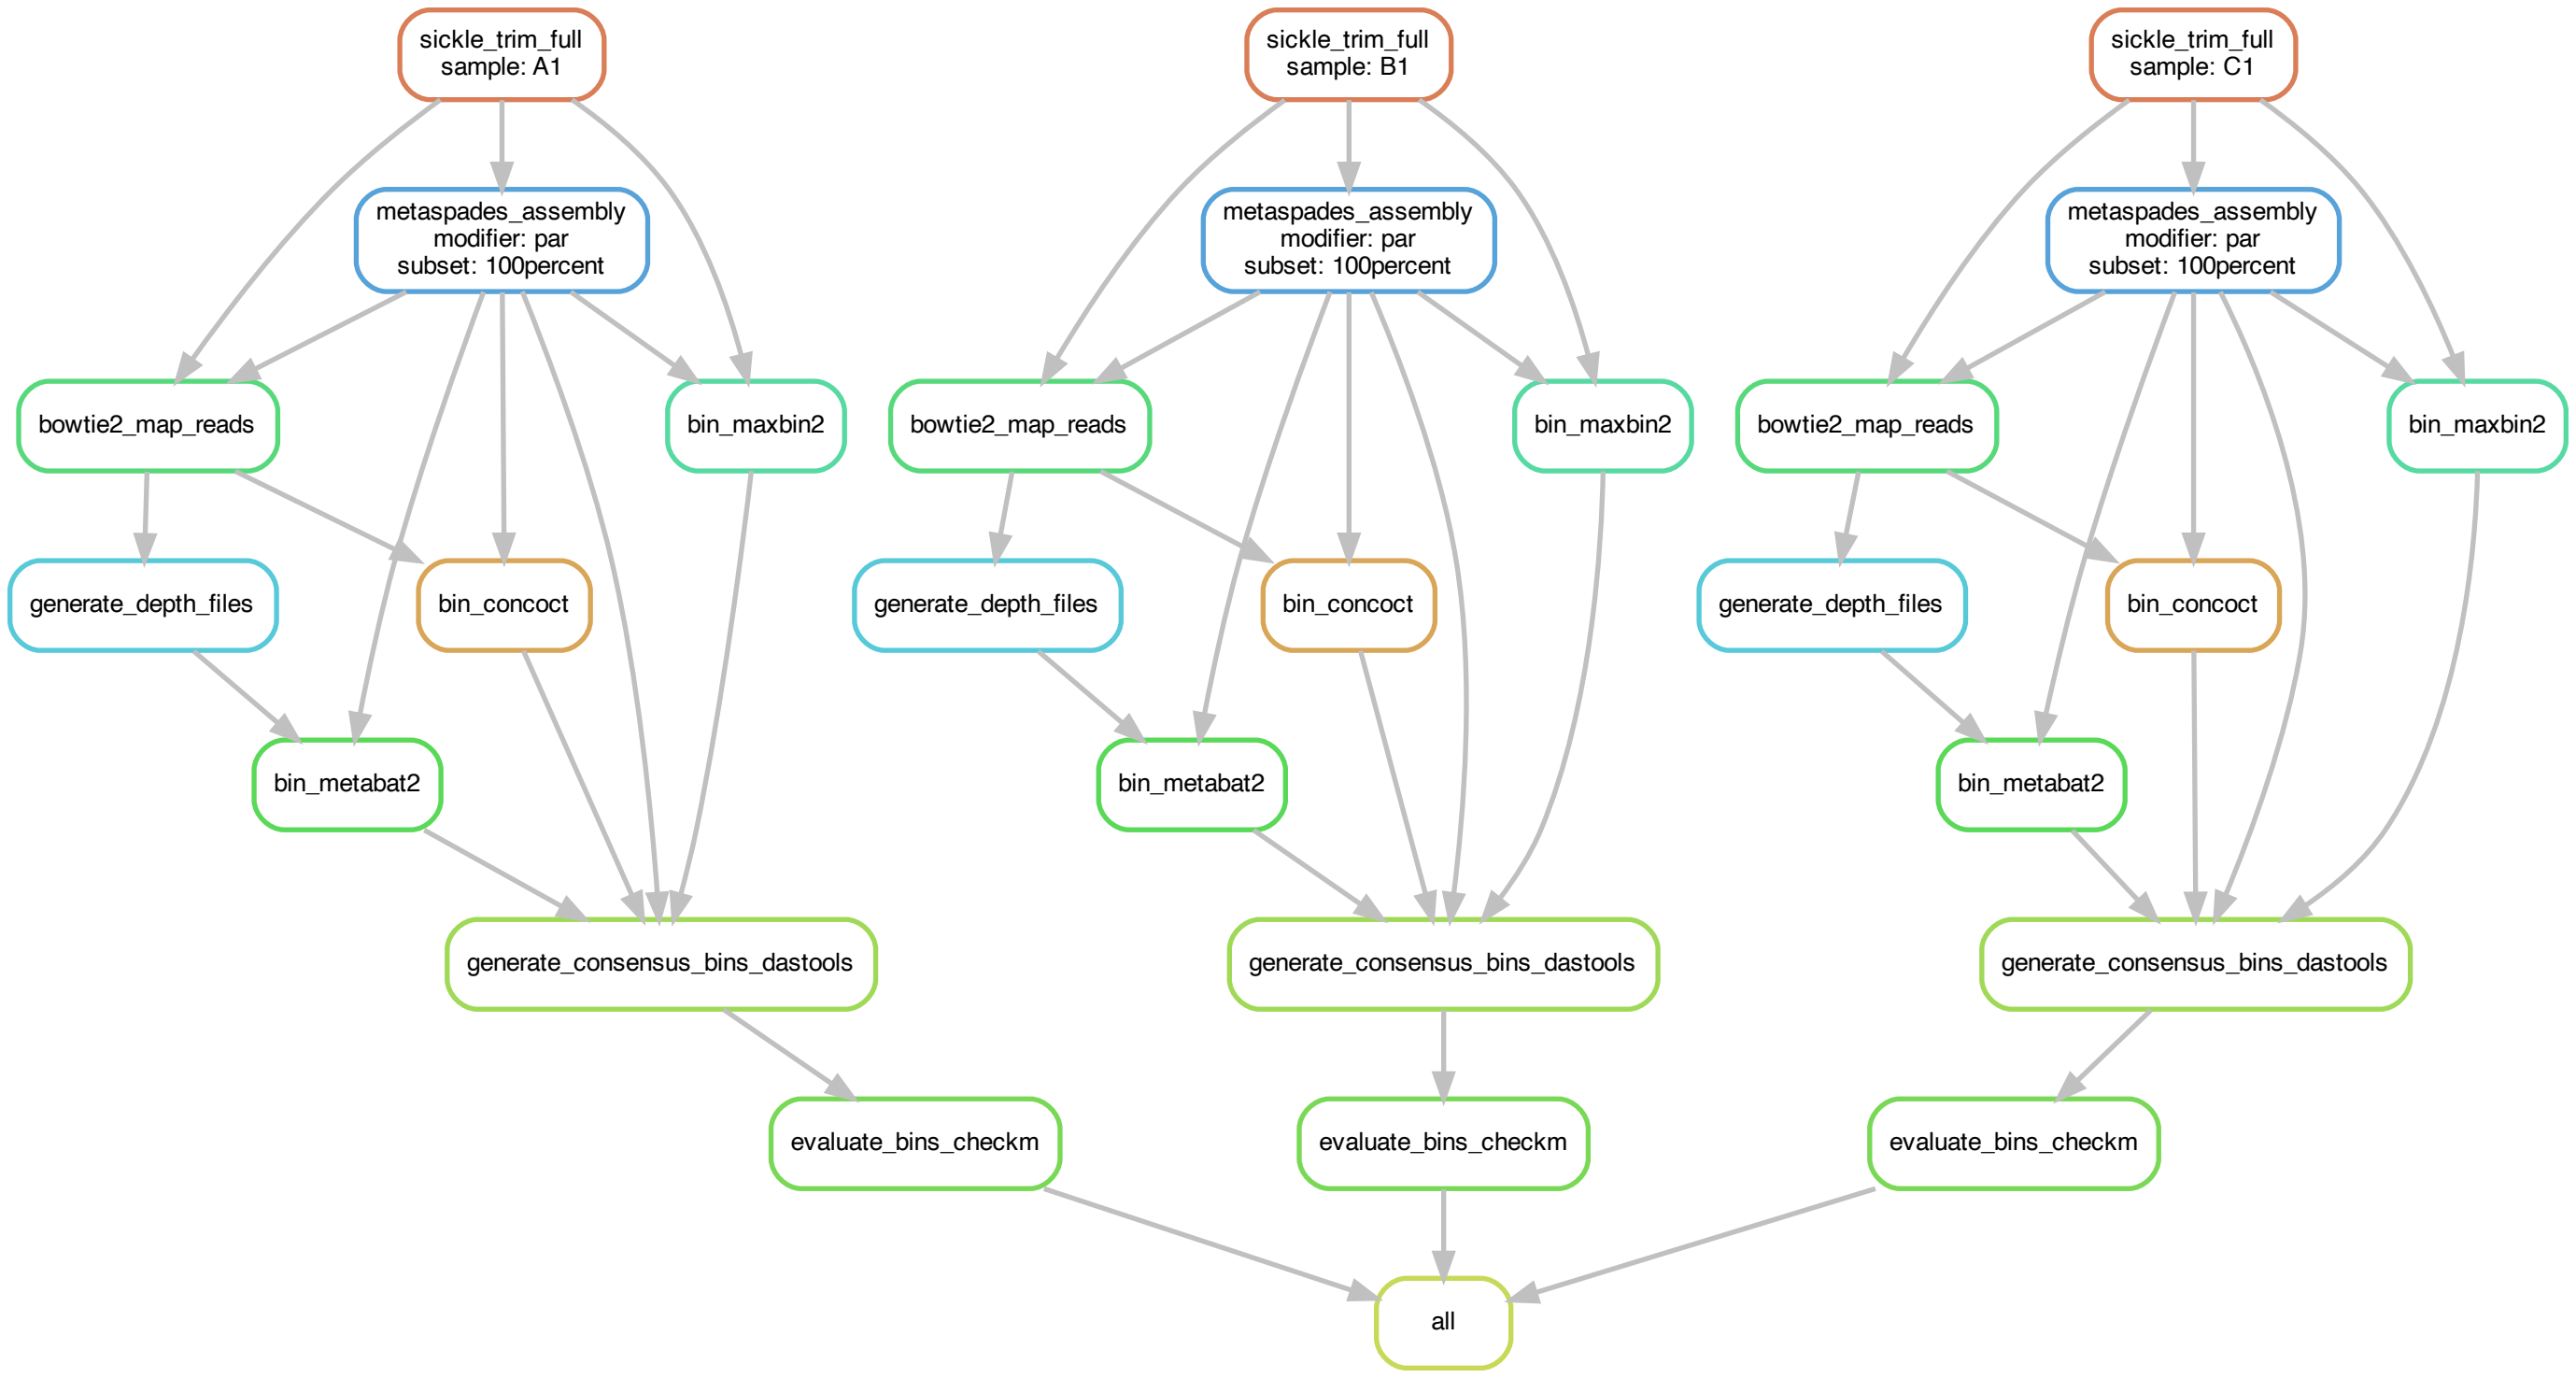 sickle_trim_full
sample: A1
sickle_trim_full
sample: B1
sickle_trim_full
sample: C1
metaspades_assembly
modifier: par
subset: 100percent
metaspades_assembly
modifier: par
subset: 100percent
metaspades_assembly
modifier: par
subset: 100percent
bowtie2_map_reads
bin_maxbin2
bowtie2_map_reads
bin_maxbin2
bowtie2_map_reads
bin_maxbin2
generate_depth_files
bin_concoct
generate_depth_files
bin_concoct
generate_depth_files
bin_concoct
bin_metabat2
bin_metabat2
bin_metabat2
generate_consensus_bins_dastools
generate_consensus_bins_dastools
generate_consensus_bins_dastools
evaluate_bins_checkm
evaluate_bins_checkm
evaluate_bins_checkm
all